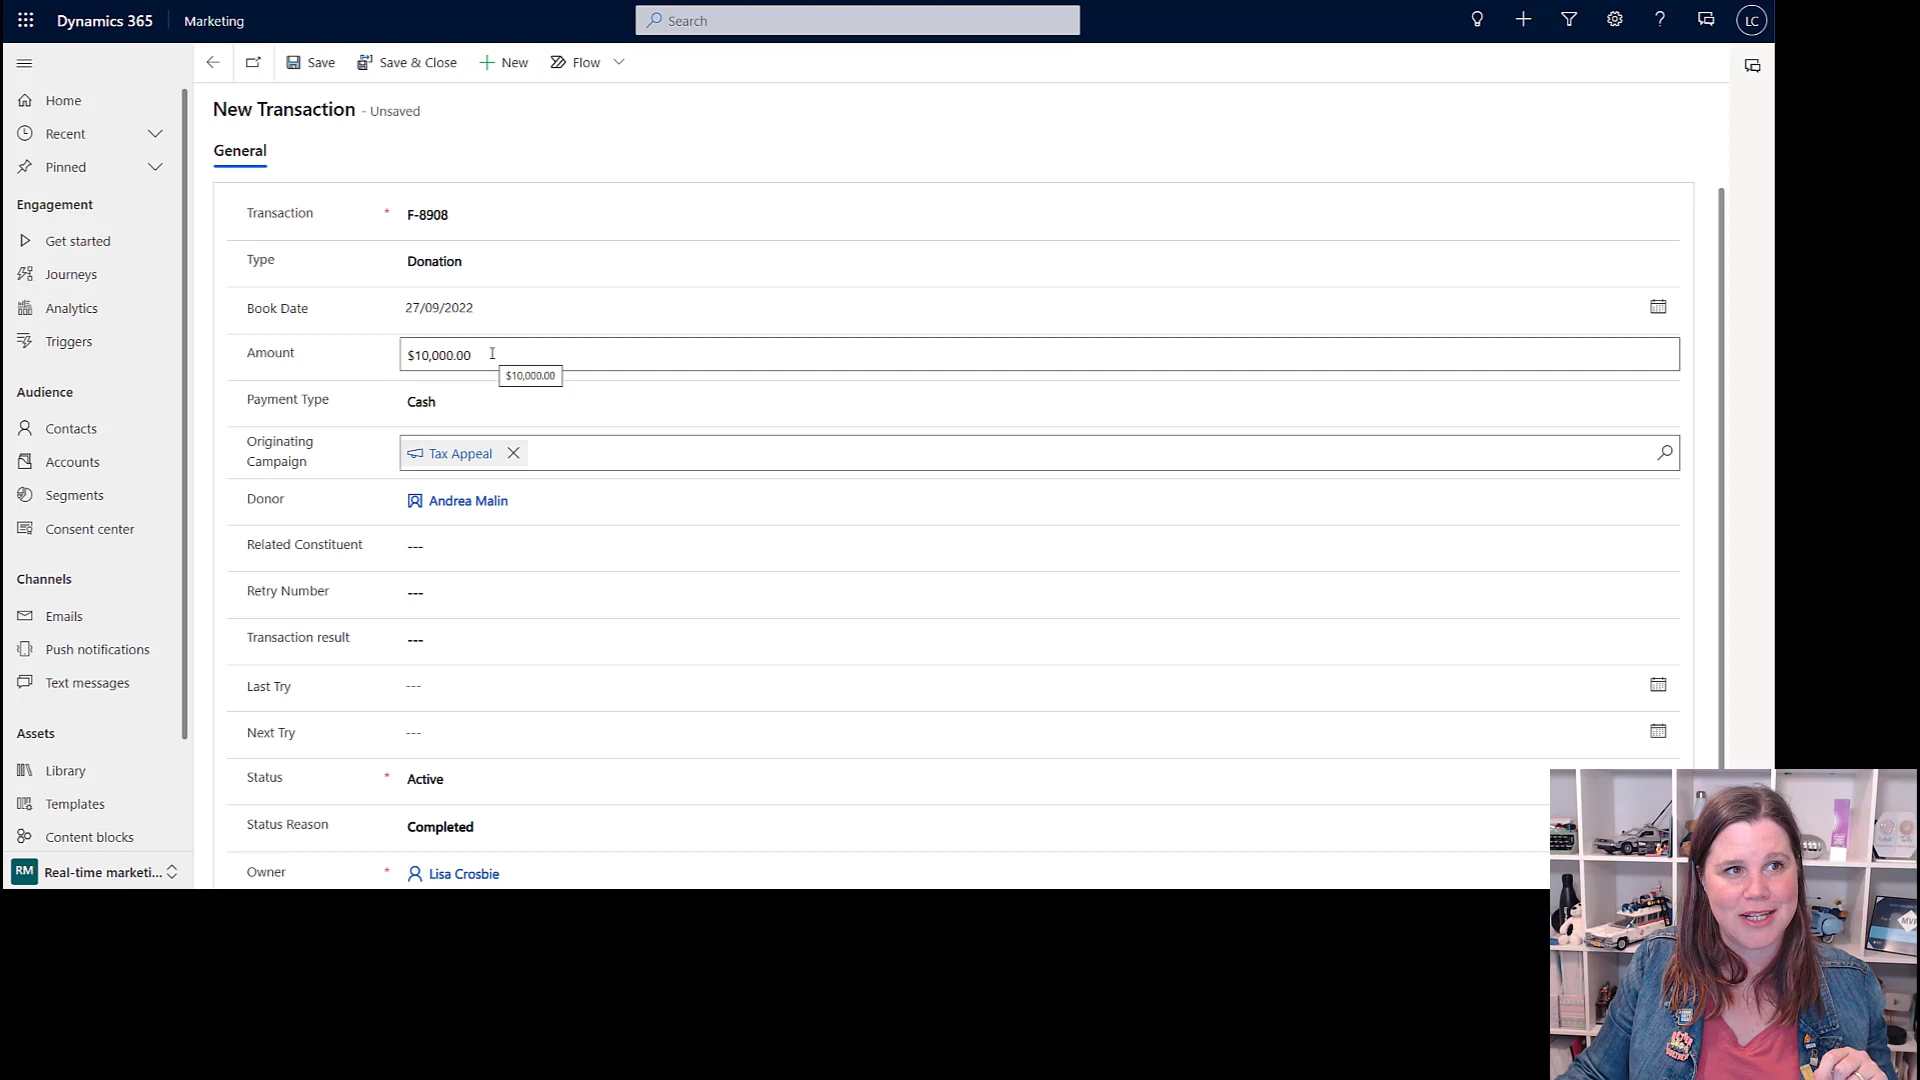 Dynamics 365
Marketing
Search
LC
Save
Save & Close
New
Flow
New Transaction - Unsaved
General
Home
Recent
Pinned
Engagement
Get started
Journeys
Analytics
Triggers
Audience
Contacts
Accounts
Segments
Consent center
Channels
Emails
Push notifications
Text messages
Assets
Library
Templates
Content blocks
RM Real-time marketi...
Transaction * F-8908
Type Donation
Book Date 27/09/2022
Amount $10,000.00
$10,000.00
Payment Type Cash
Originating
Campaign
Tax Appeal
Donor Andrea Malin
Related Constituent ---
Retry Number ---
Transaction result ---
Last Try ---
Next Try ---
Status * Active
Status Reason Completed
Owner * Lisa Crosbie